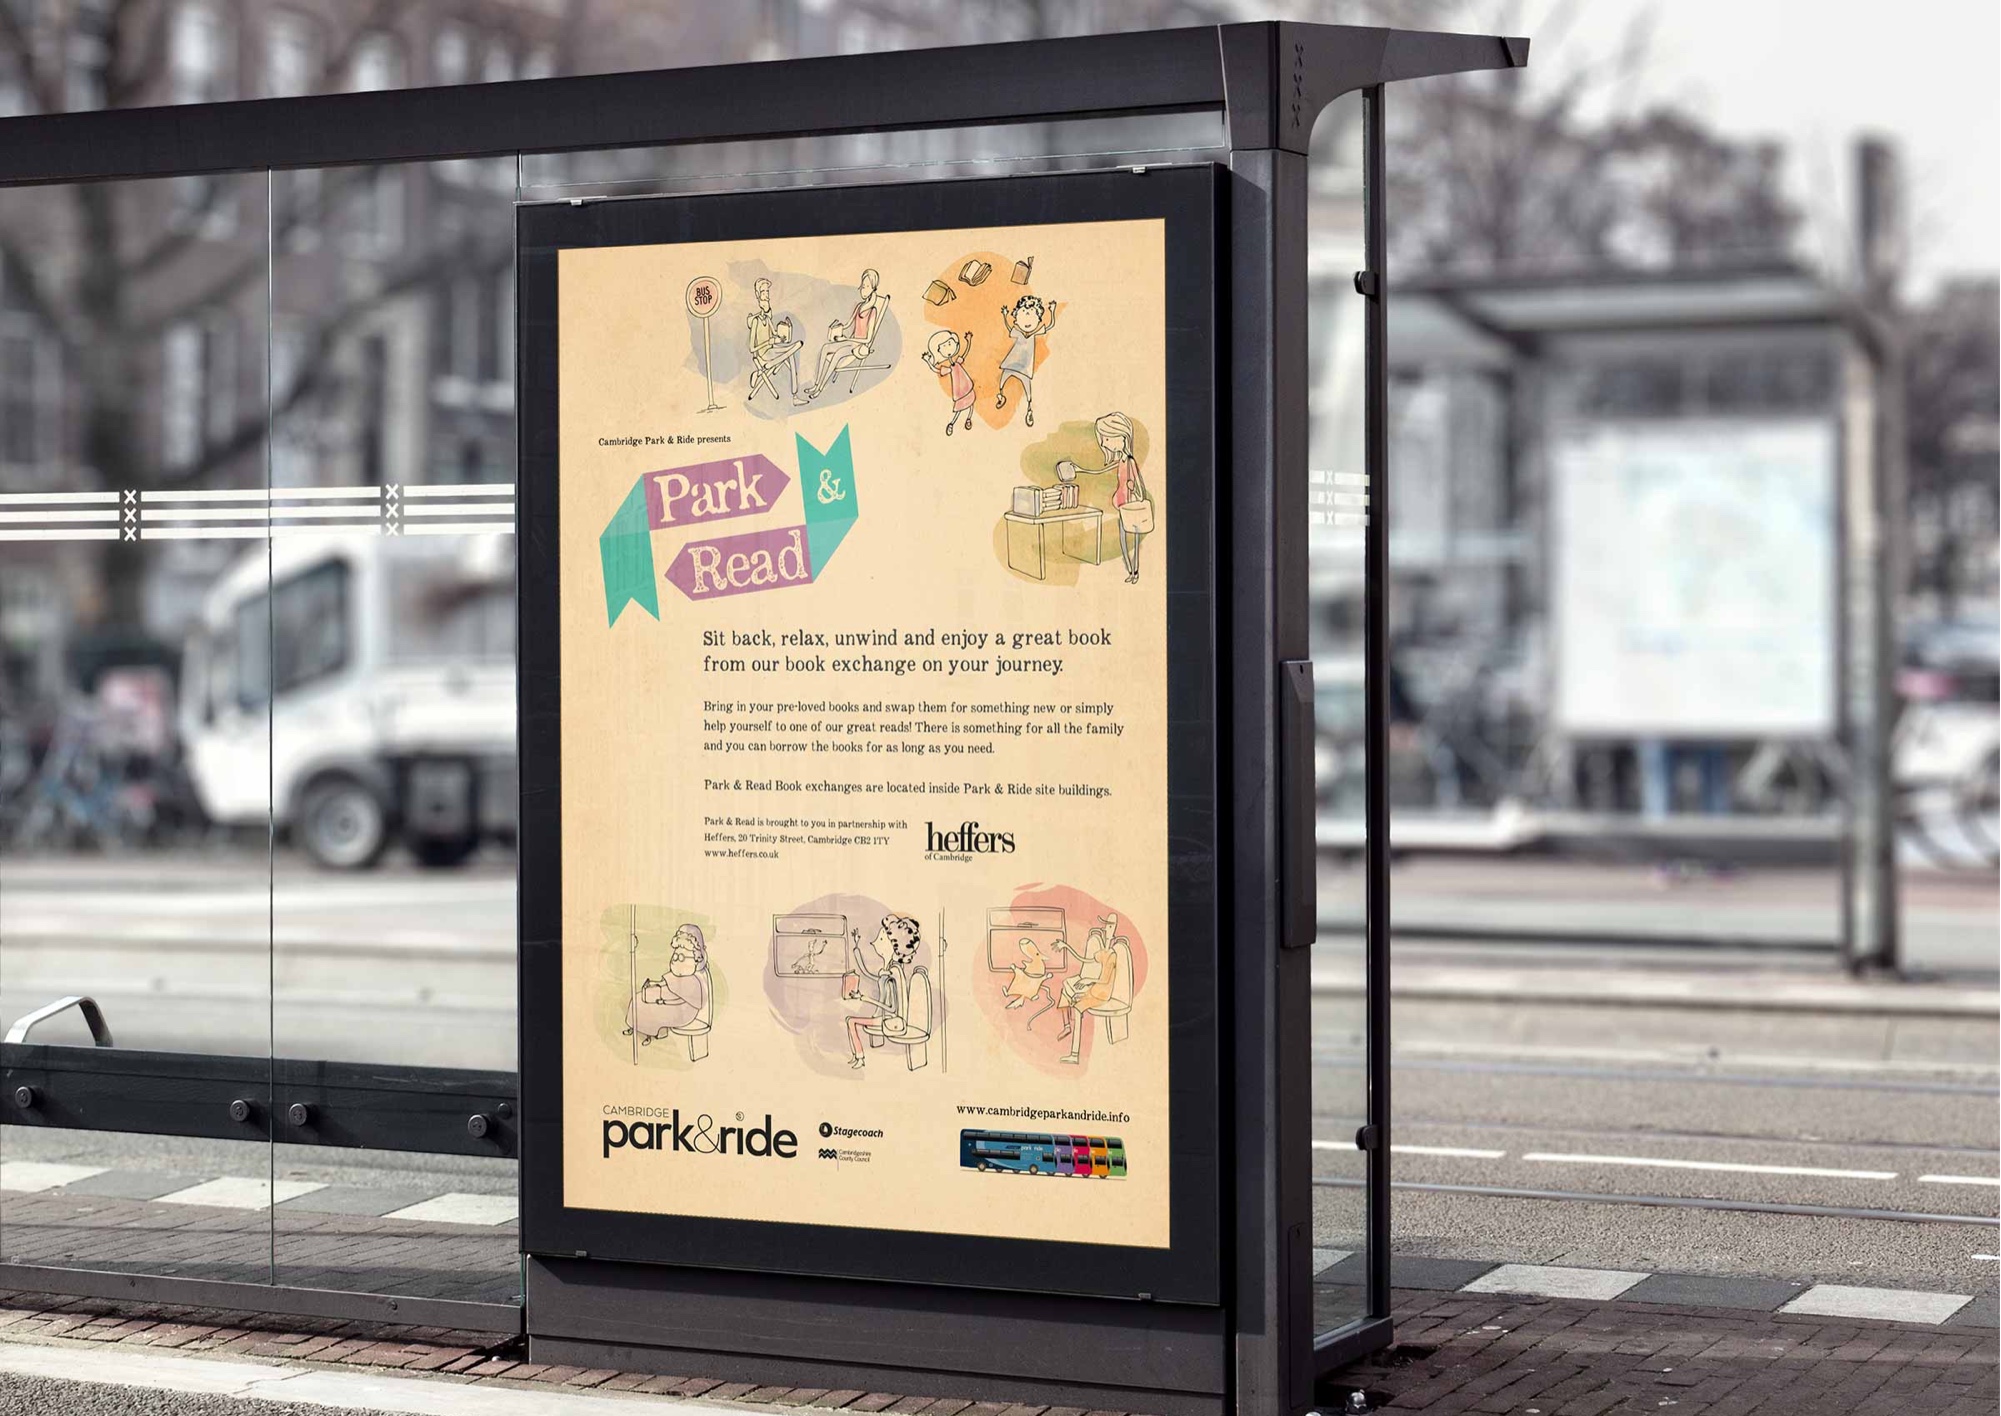 BUS
STOP
Cambridge Park & Ride presents
Park
&
Read
Sit back, relax, unwind and enjoy a great book
from our book exchange on your journey.
Bring in your pre-loved books and swap them for something new or simply
help yourself to one of our great reads! There is something for all the family
and you can borrow the books for as long as you need.
Park & Read Book exchanges are located inside Park & Ride site buildings.
Park & Read is brought to you in partnership with
Heffers, 20 Trinity Street, Cambridge CB2 1TY
www.heffers.co.uk
heffers
of Cambridge
CAMBRIDGE
park&ride
Stagecoach
Cambridgeshire
County Council
www.cambridgeparkandride.info
park ride